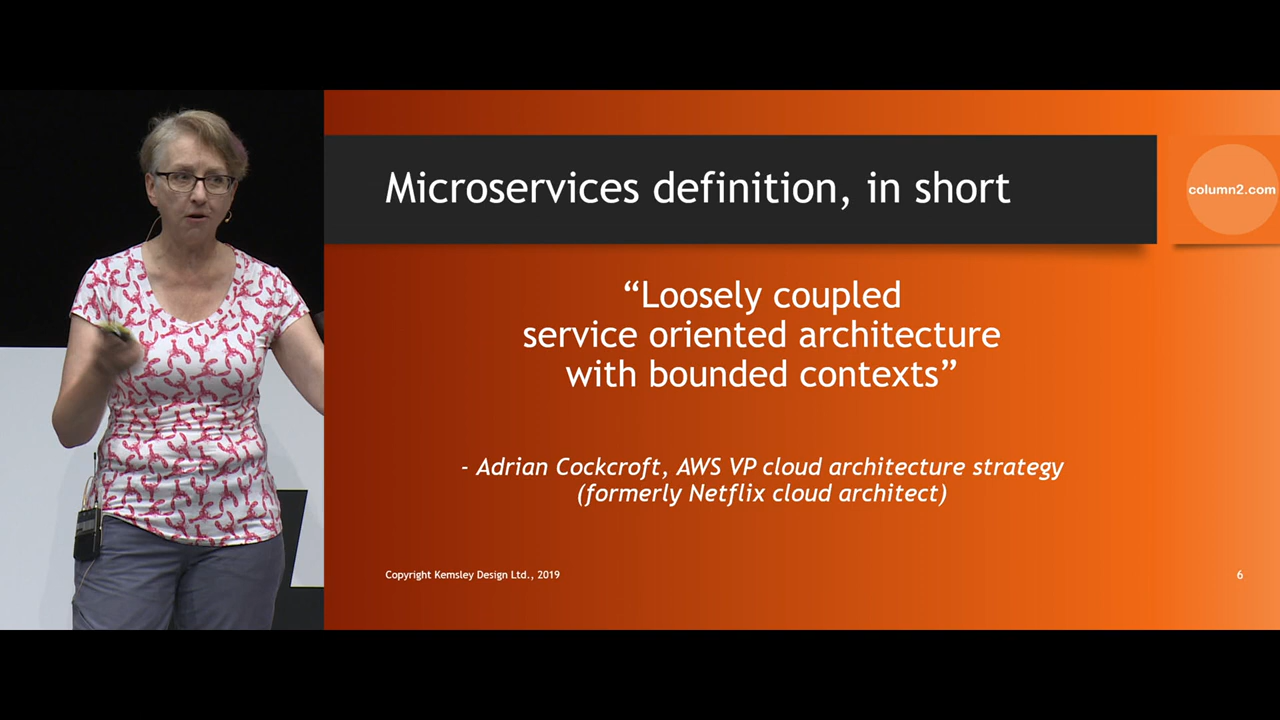 Microservices definition, in short
column2.com
“Loosely coupled
service oriented architecture
with bounded contexts”
- Adrian Cockcroft, AWS VP cloud architecture strategy
(formerly Netflix cloud architect)
Copyright Kemsley Design Ltd., 2019
6